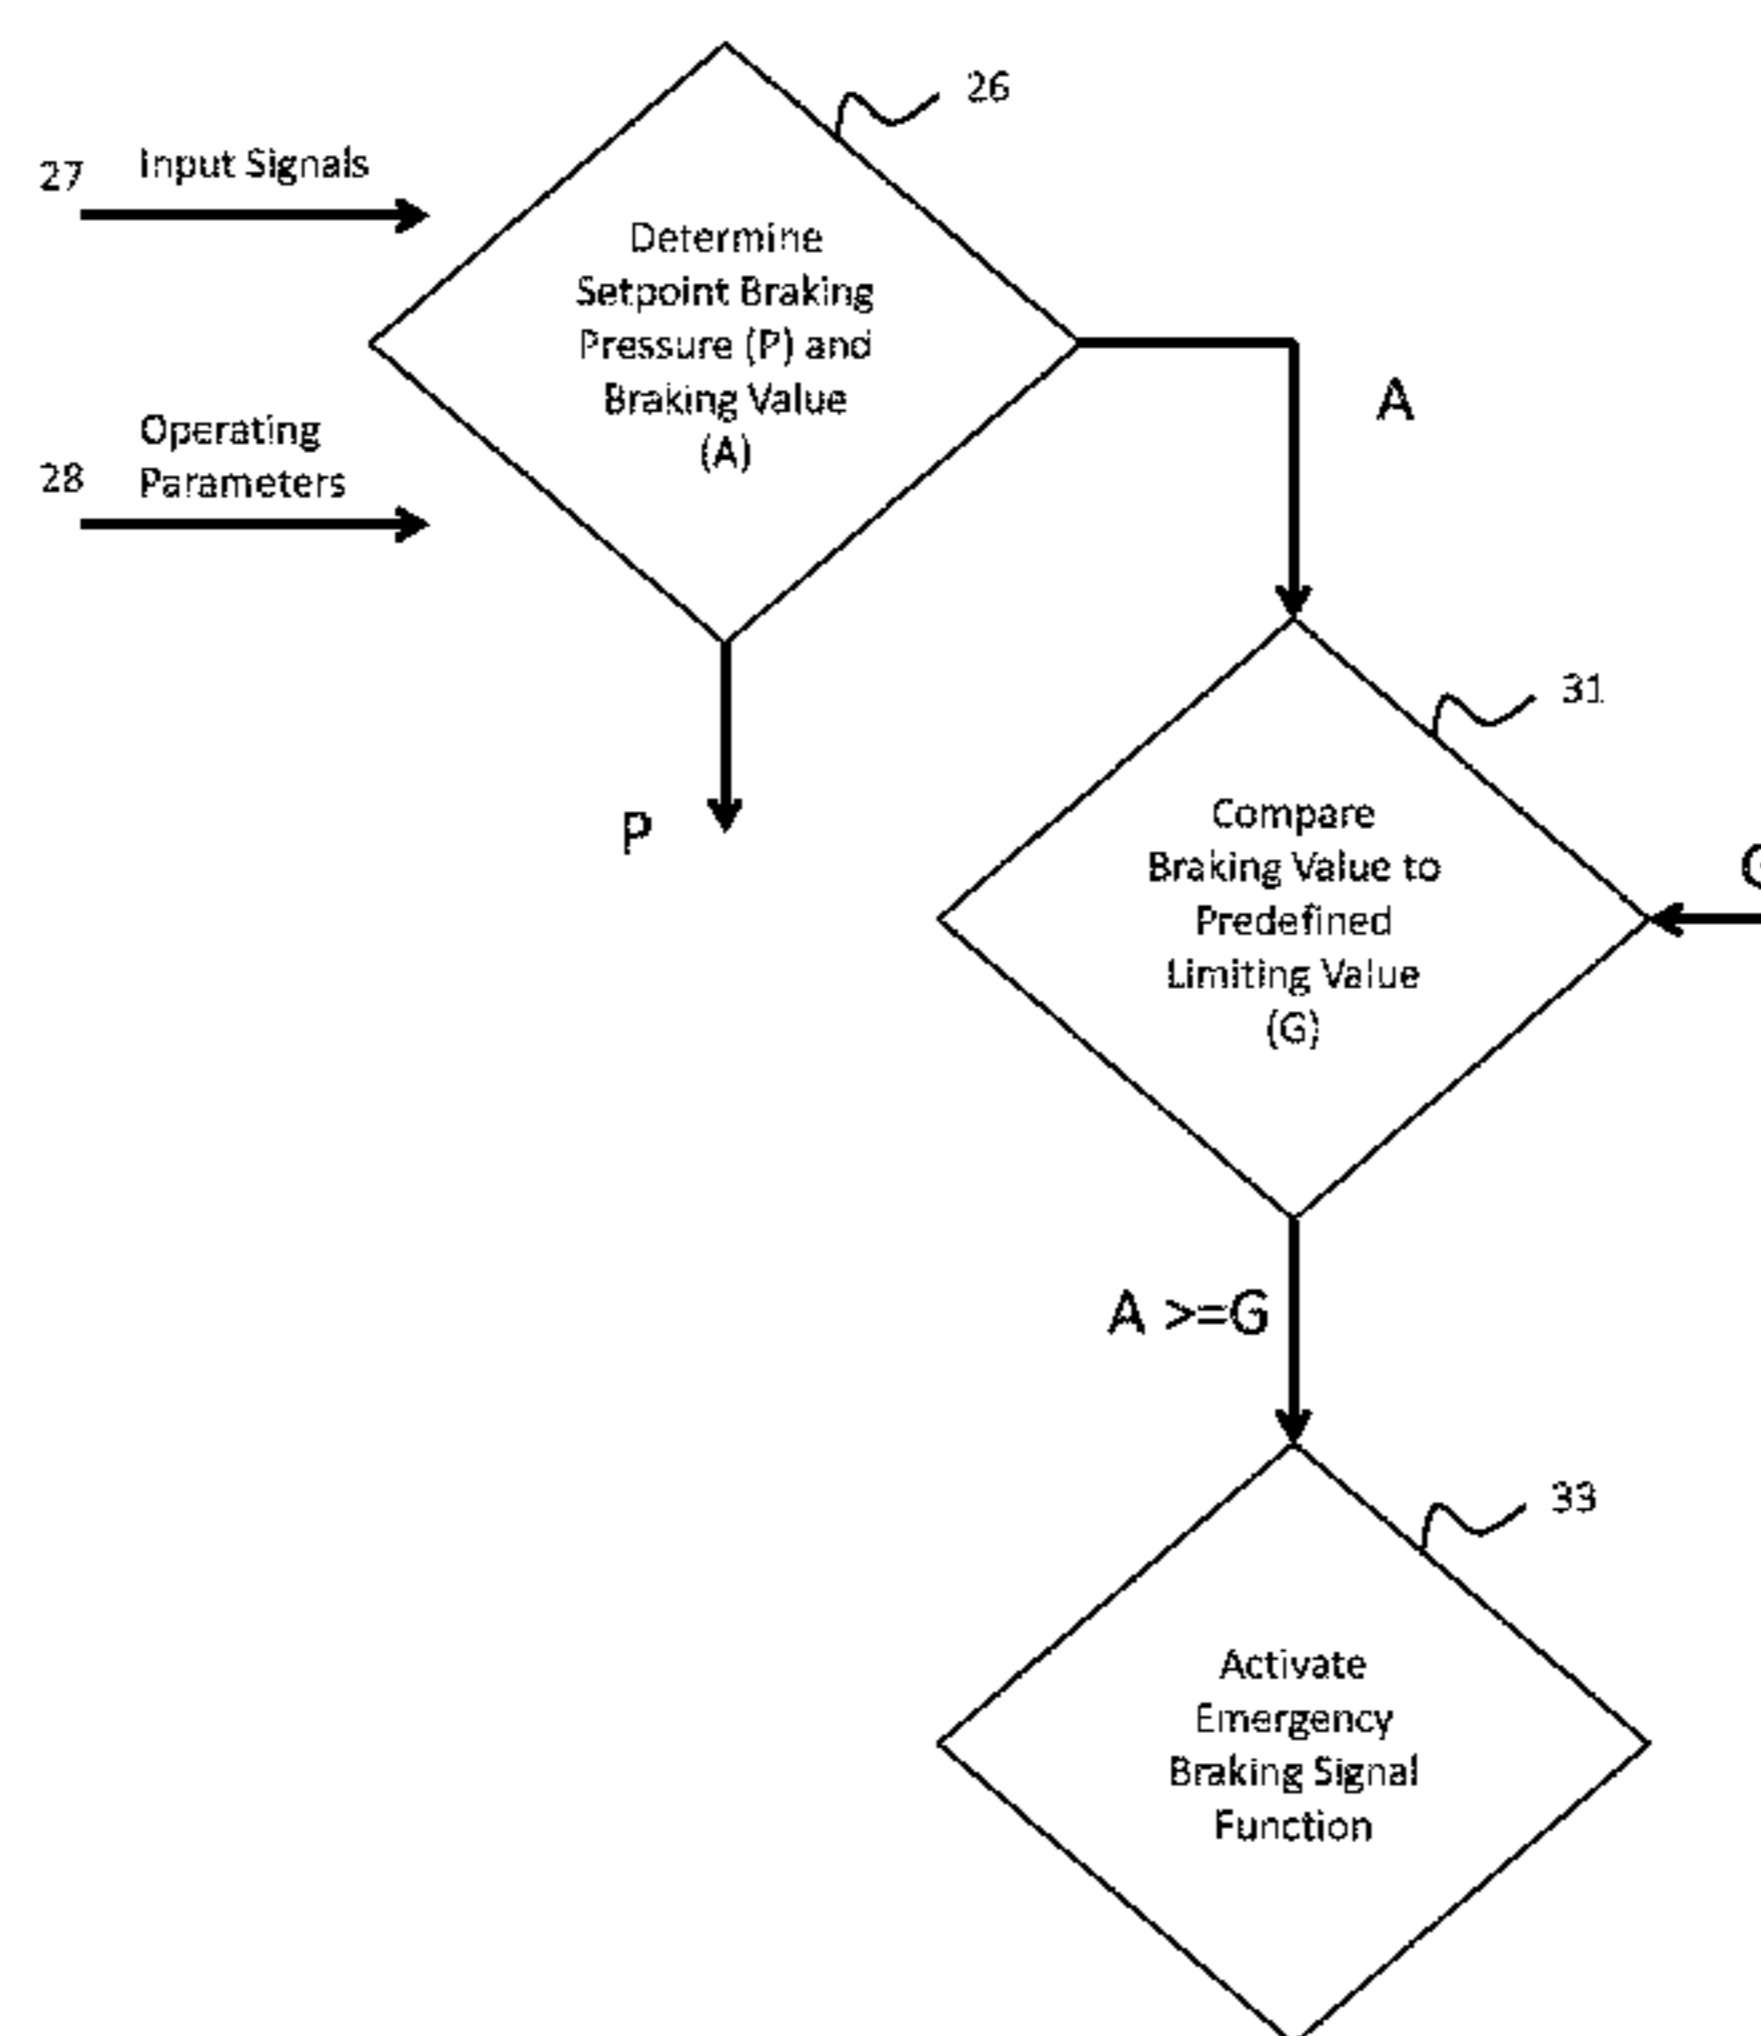 26
27
Input Signals
Determine
Setpoint Braking
Pressure (P) and
Braking Value
(A)
Operating
Parameters
28
A
P
31
Compare
Braking Value to
Predefined
Limiting Value
(G)
A >=G
33
Activate
Emergency
Braking Signal
Function